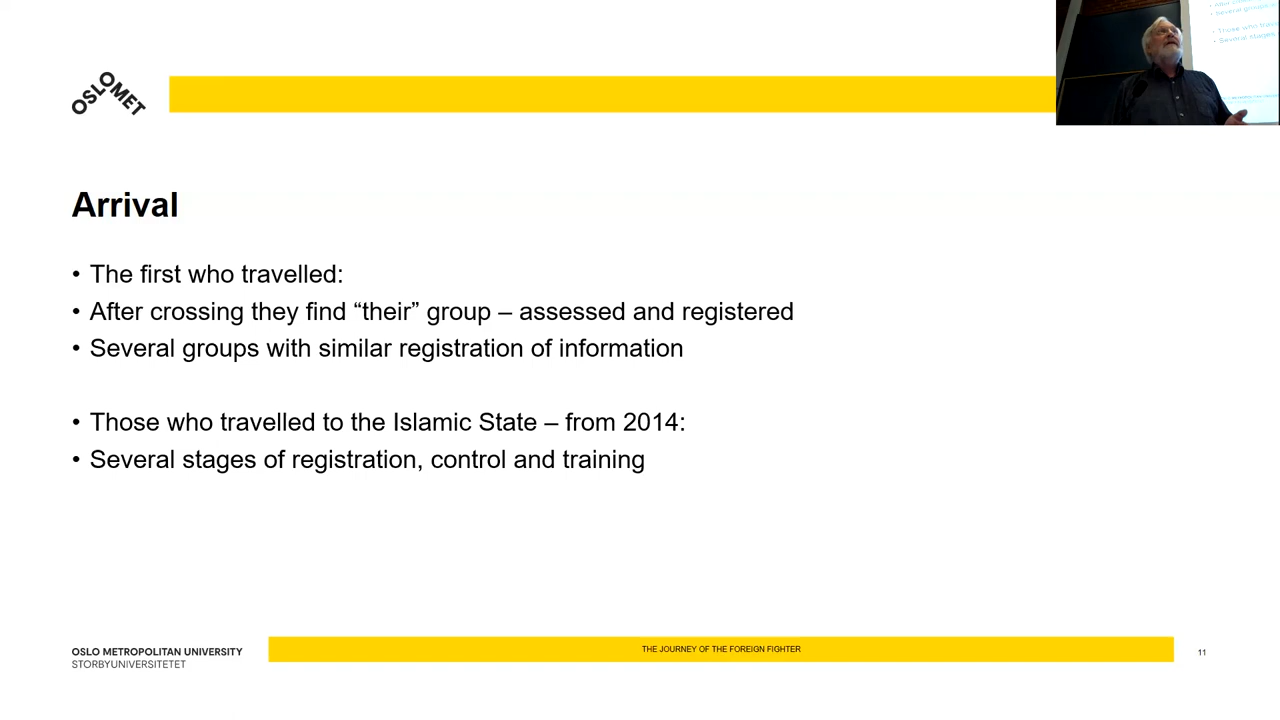 OSLOMET
Arrival
• The first who travelled:
• After crossing they find “their” group – assessed and registered
• Several groups with similar registration of information
• Those who travelled to the Islamic State – from 2014:
• Several stages of registration, control and training
OSLO METROPOLITAN UNIVERSITY
STORBYUNIVERSITETET
THE JOURNEY OF THE FOREIGN FIGHTER
11